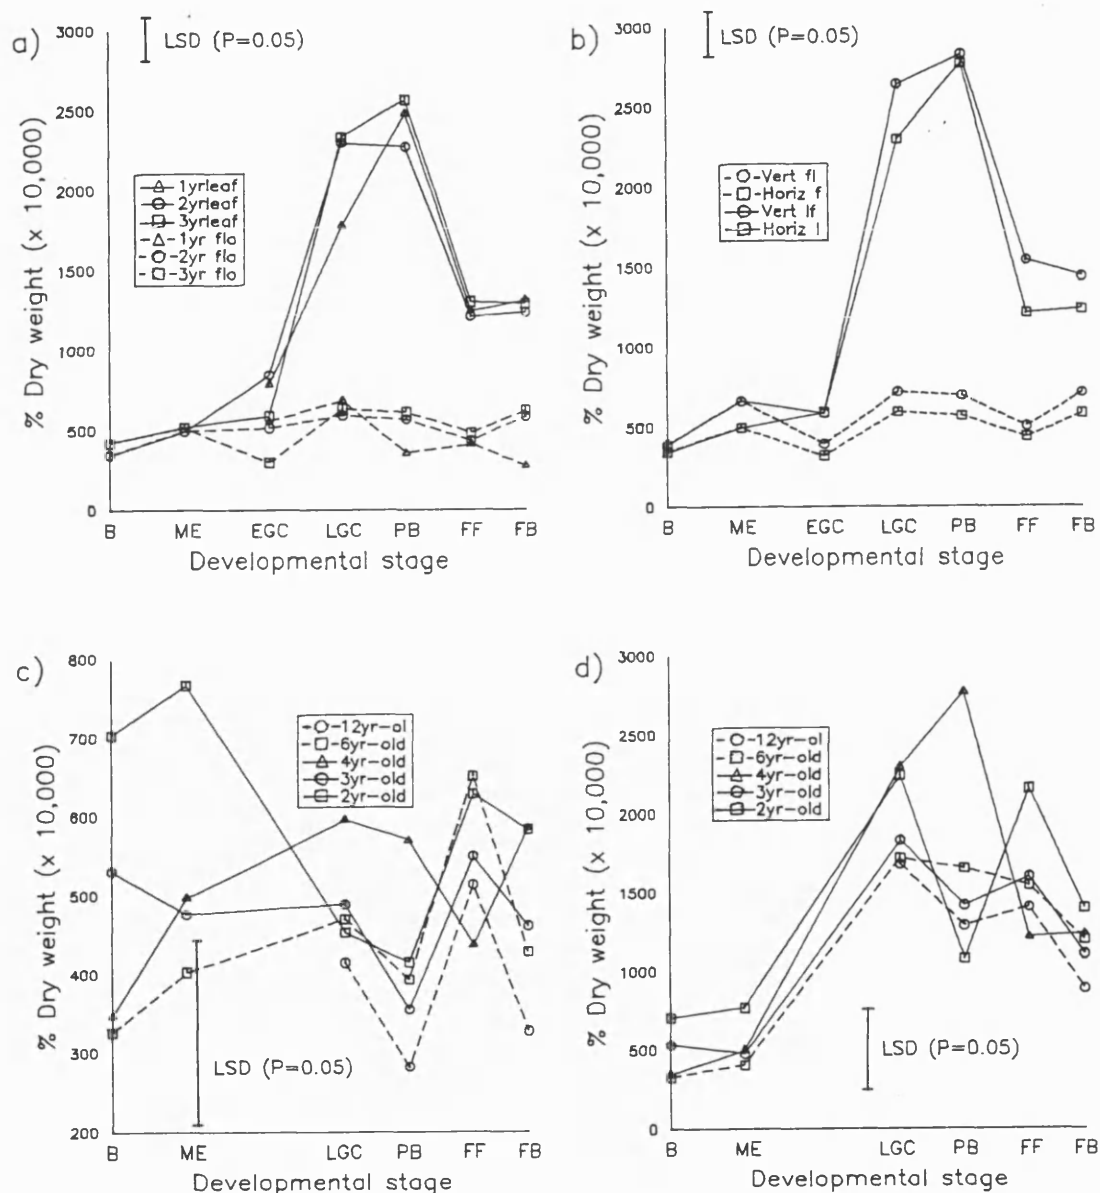 a)
3000
2500
2000
1500
1000
500
0
% Dry weight (x 10,000)
LSD (P=0.05)
1yrleaf
2yrleaf
3yrleaf
1yr flo
2yr flo
3yr flo
B ME EGC LGC PB FF FB
Developmental stage
b)
3000
2500
2000
1500
1000
500
0
% Dry weight (x 10,000)
LSD (P=0.05)
Vert fl
Horiz f
Vert lf
Horiz l
B ME EGC LGC PB FF FB
Developmental stage
c)
800
700
600
500
400
300
200
% Dry weight (x 10,000)
12yr-ol
6yr-old
4yr-old
3yr-old
2yr-old
LSD (P=0.05)
B ME LGC PB FF FB
Developmental stage
d)
3000
2500
2000
1500
1000
500
0
% Dry weight (x 10,000)
12yr-ol
6yr-old
4yr-old
3yr-old
2yr-old
LSD (P=0.05)
B ME LGC PB FF FB
Developmental stage